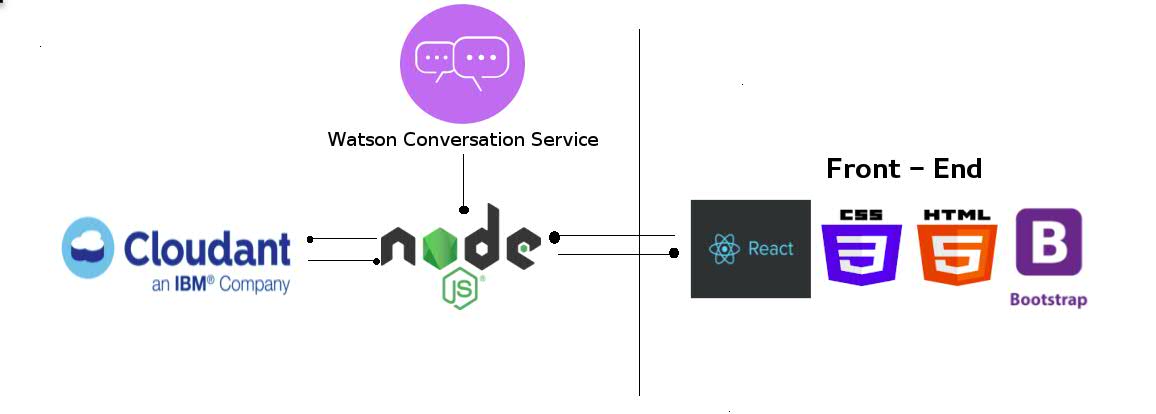 Watson Conversation Service
Front – End
Cloudant
an IBM® Company
node
JS®
React
CSS
3
HTML
5
B
Bootstrap